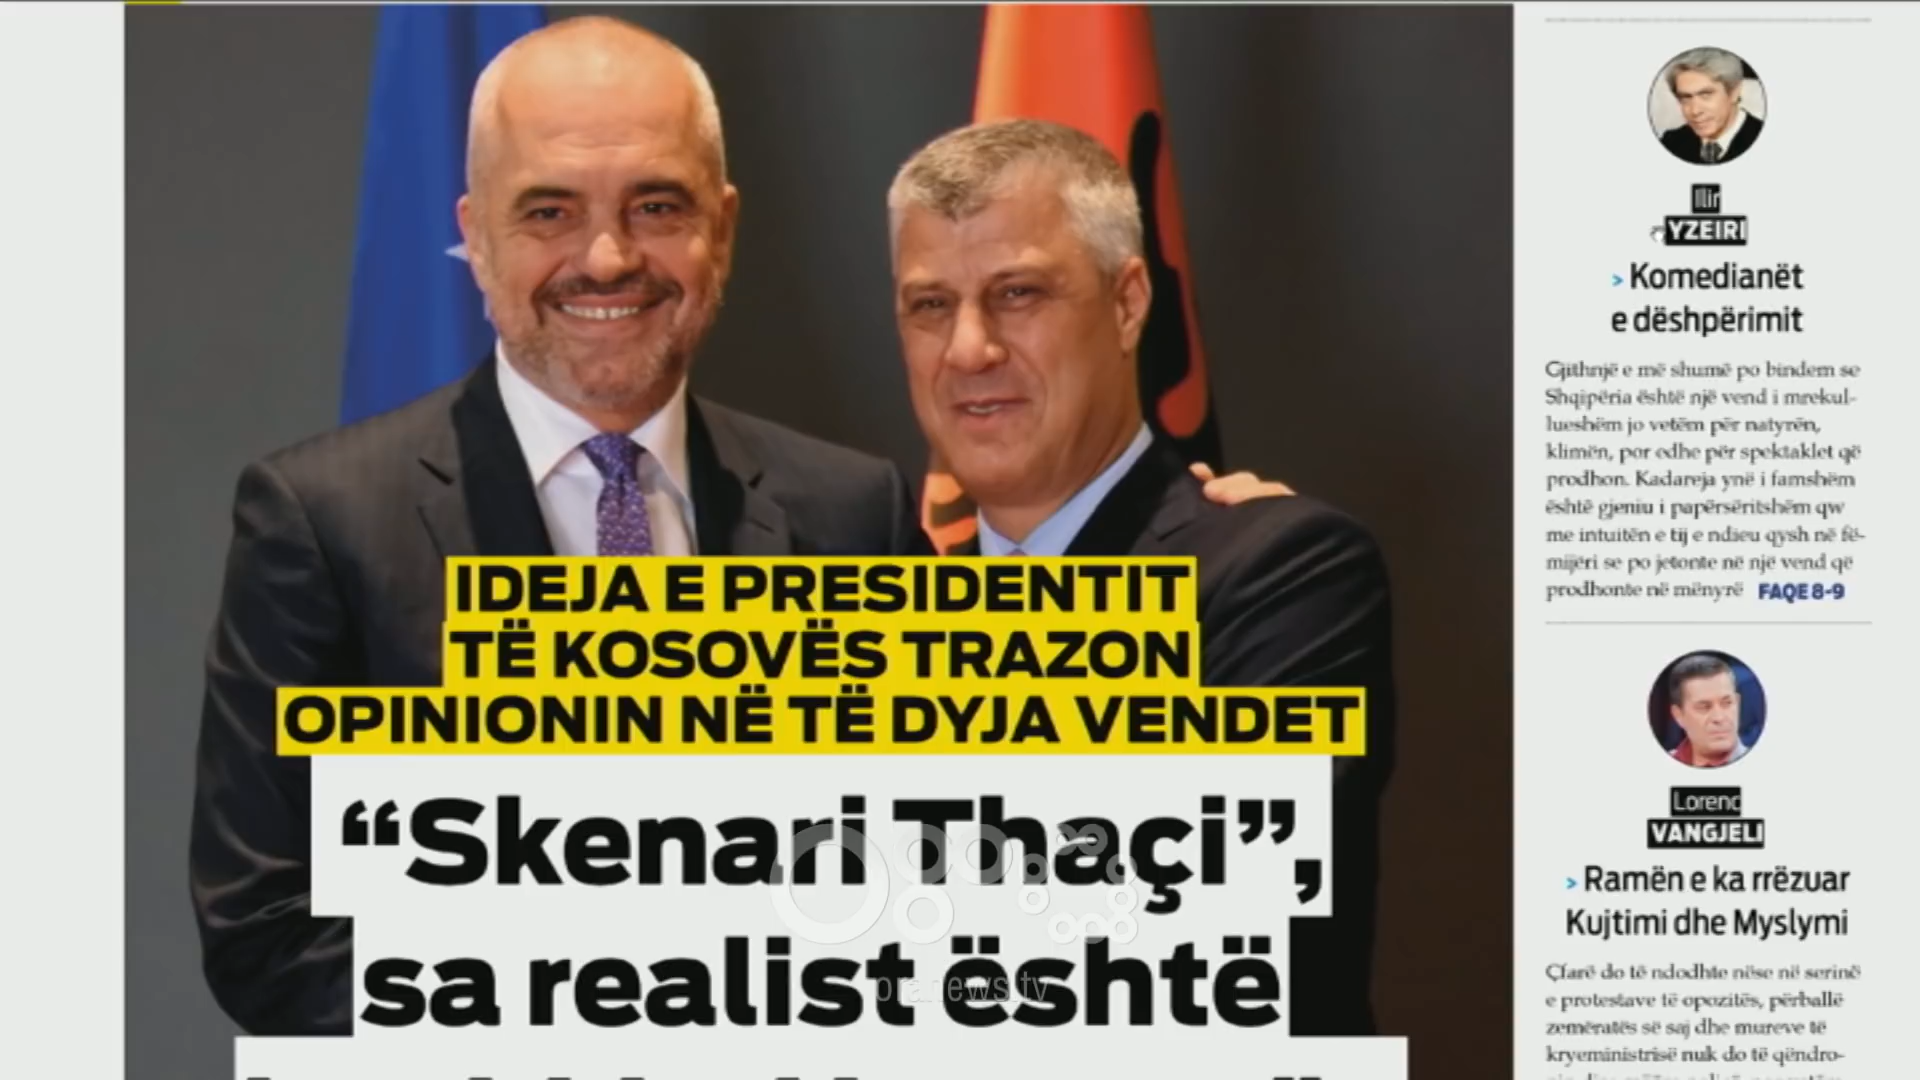 IDEJA E PRESIDENTIT
TË KOSOVËS TRAZON
OPINIONIN NË TË DYJA VENDET
“Skenari Thaçi”,
sa realist është
oranews.tv
Ilir
YZEIRI
> Komedianët
e dëshpërimit
Gjithnjë e më shumë po bindem se
Shqipëria është një vend i mrekul-
lueshëm jo vetëm për natyrën,
klimën, por edhe për spektaklet që
prodhon. Kadareja ynë i famshëm
është gjeniu i papërsëritshëm qw
me intuitën e tij e ndieu qysh në fë-
mijëri se po jetonte në një vend që
prodhonte në mënyrë FAQE 8-9
Lorenc
VANGJELI
> Ramën e ka rrëzuar
Kujtimi dhe Myslymi
Çfarë do të ndodhte nëse në serinë
e protestave të opozitës, përballë
zemëratës së saj dhe mureve të
kryeministrisë nuk do të qëndro-